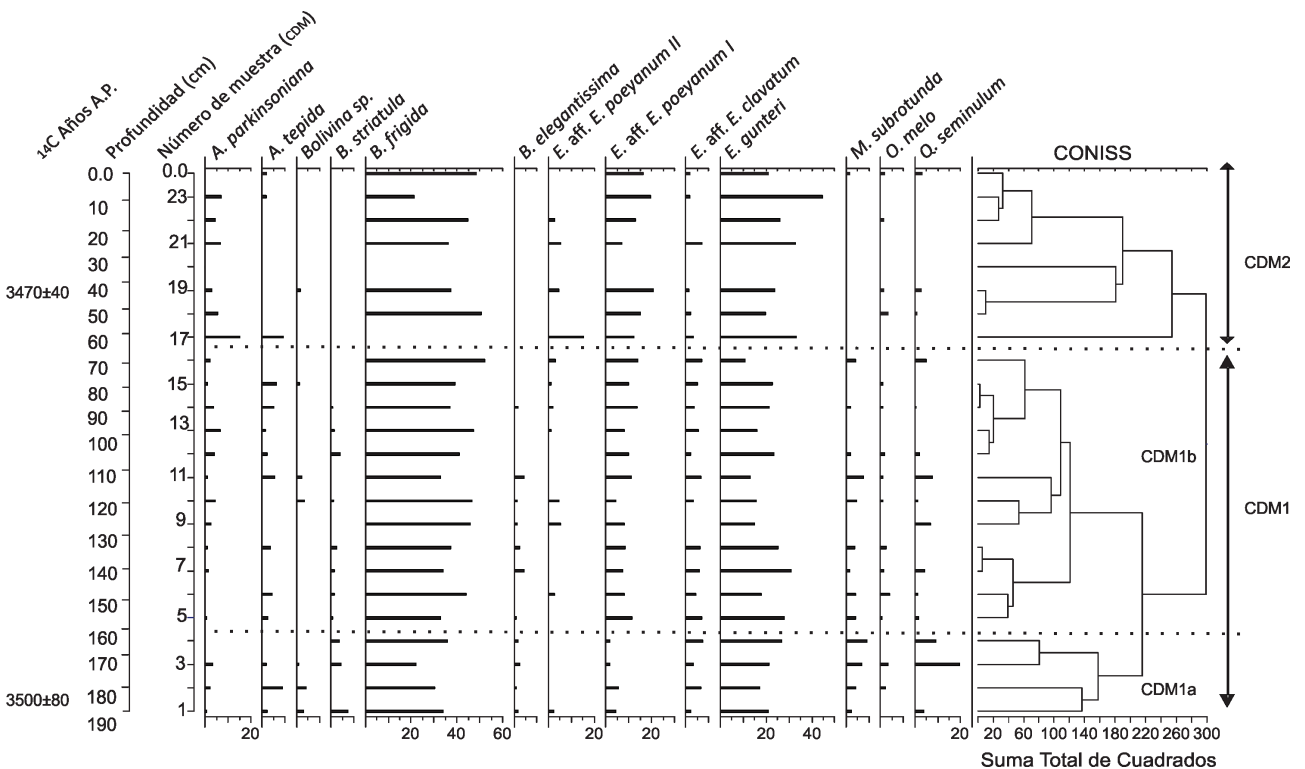 14C Años A.P.
Profundidad (cm)
Número de muestra (CDM)
A. parkinsoniana
A. tepida
Bolivina sp.
B. striatula
B. frigida
B. elegantissima
E. aff. E. poeyanum II
E. aff. E. poeyanum I
E. aff. E. clavatum
E. gunteri
M. subrotunda
O. melo
Q. seminulum
CONISS
0.0
10
20
30
40
50
60
70
80
90
100
110
120
130
140
150
160
170
180
190
3470±40
3500±80
0.0
23
21
19
17
15
13
11
9
7
5
3
1
CDM2
CDM1b
CDM1
CDM1a
20
20 40 60
20
20
20 40
20
20 60 100 140 180 220 260 300
Suma Total de Cuadrados